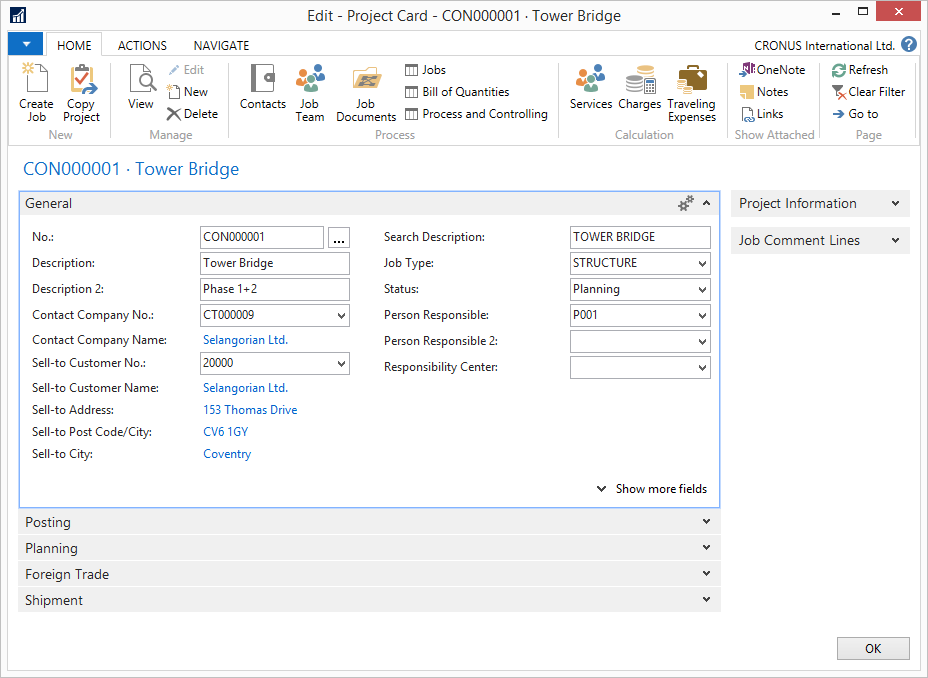 Edit - Project Card - CON000001 · Tower Bridge
HOME ACTIONS NAVIGATE
CRONUS International Ltd.
Create Job
Copy Project
New
View
Edit
New
Delete
Manage
Contacts
Job Team
Job Documents
Jobs
Bill of Quantities
Process and Controlling
Process
Services
Charges
Traveling Expenses
Calculation
OneNote
Notes
Links
Show Attached
Refresh
Clear Filter
Go to
Page
CON000001 · Tower Bridge
General
No.: CON000001 ...
Description: Tower Bridge
Description 2: Phase 1+2
Contact Company No.: CT000009
Contact Company Name: Selangorian Ltd.
Sell-to Customer No.: 20000
Sell-to Customer Name: Selangorian Ltd.
Sell-to Address: 153 Thomas Drive
Sell-to Post Code/City: CV6 1GY
Sell-to City: Coventry
Search Description: TOWER BRIDGE
Job Type: STRUCTURE
Status: Planning
Person Responsible: P001
Person Responsible 2:
Responsibility Center:
Show more fields
Posting
Planning
Foreign Trade
Shipment
Project Information
Job Comment Lines
OK